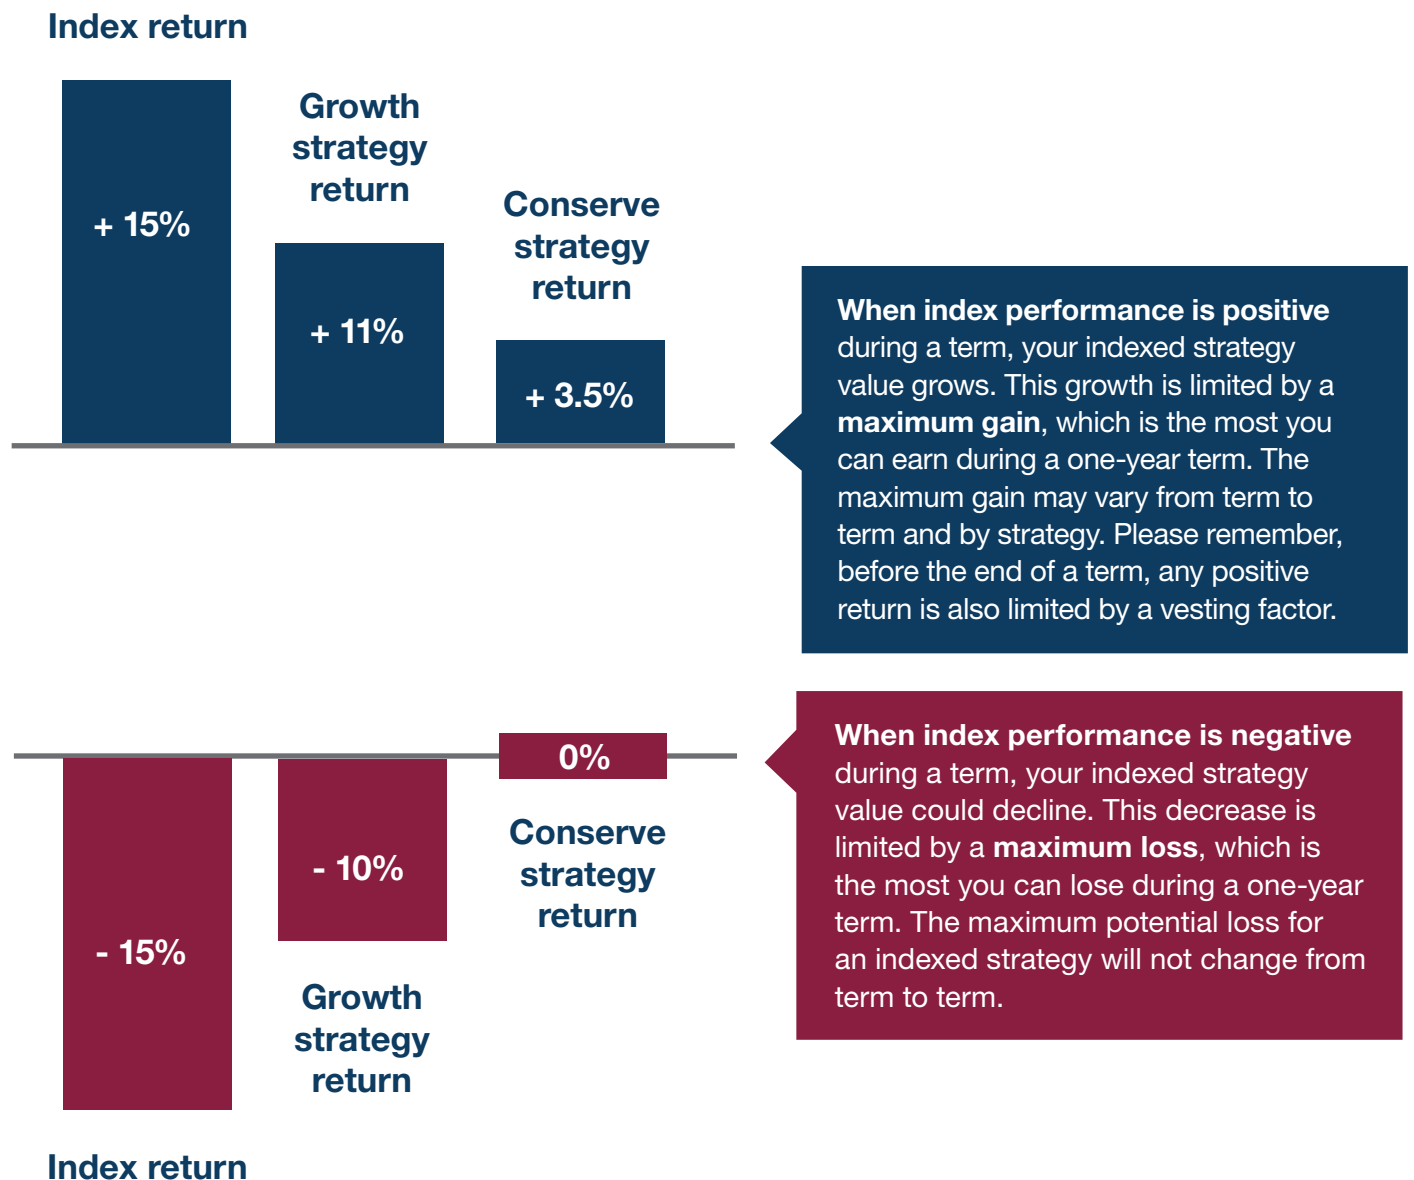 Index return
+ 15%
Growth
strategy
return
+ 11%
Conserve
strategy
return
+ 3.5%
When index performance is positive
during a term, your indexed strategy
value grows. This growth is limited by a
maximum gain, which is the most you
can earn during a one-year term. The
maximum gain may vary from term to
term and by strategy. Please remember,
before the end of a term, any positive
return is also limited by a vesting factor.
- 15%
Index return
- 10%
Growth
strategy
return
0%
Conserve
strategy
return
When index performance is negative
during a term, your indexed strategy
value could decline. This decrease is
limited by a maximum loss, which is
the most you can lose during a one-year
term. The maximum potential loss for
an indexed strategy will not change from
term to term.